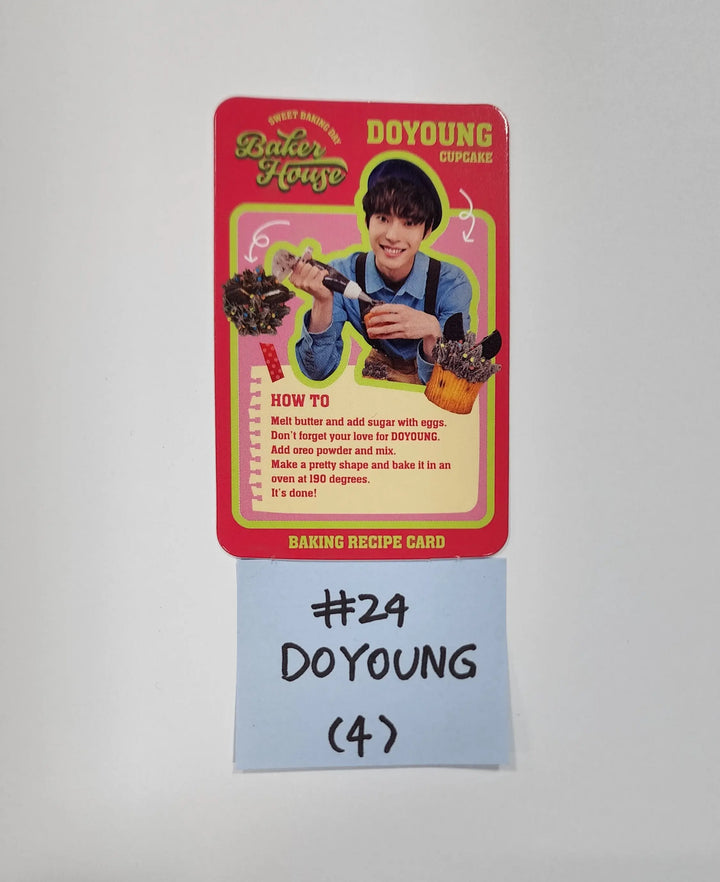 SWEET BAKING DAY
Baker
House
DOYOUNG
CUPCAKE
HOW TO
Melt butter and add sugar with eggs.
Don't forget your love for DOYOUNG.
Add oreo powder and mix.
Make a pretty shape and bake it in an
oven at 190 degrees.
It's done!
BAKING RECIPE CARD
#24
DOYOUNG
(4)